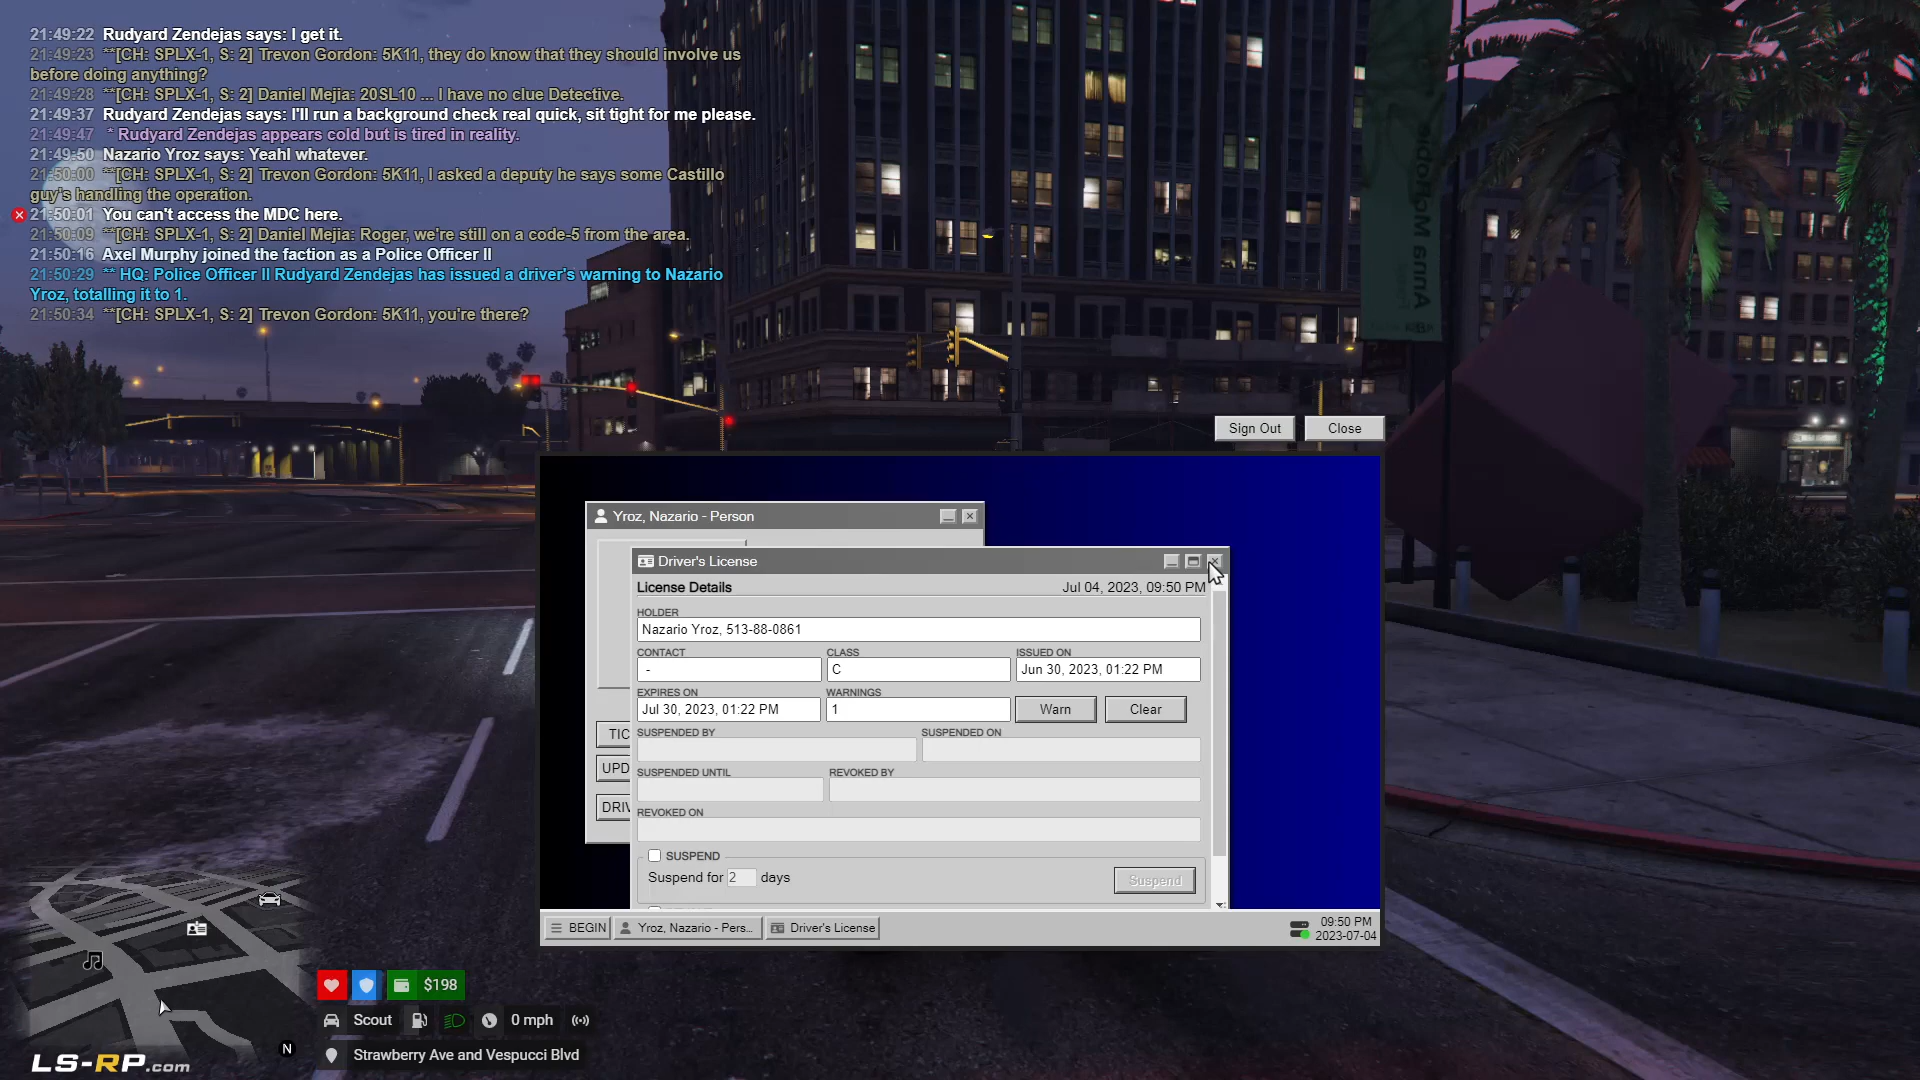 21:49:22 Rudyard Zendejas says: I get it.
21:49:23 **[CH: SPLX-1, S: 2] Trevon Gordon: 5K11, they do know that they should involve us
before doing anything?
21:49:28 **[CH: SPLX-1, S: 2] Daniel Mejia: 20SL10 ... I have no clue Detective.
21:49:37 Rudyard Zendejas says: I'll run a background check real quick, sit tight for me please.
21:49:47 * Rudyard Zendejas appears cold but is tired in reality.
21:49:50 Nazario Yroz says: Yeahl whatever.
21:50:00 **[CH: SPLX-1, S: 2] Trevon Gordon: 5K11, I asked a deputy he says some Castillo
guy's handling the operation.
21:50:01 You can't access the MDC here.
21:50:09 **[CH: SPLX-1, S: 2] Daniel Mejia: Roger, we're still on a code-5 from the area.
21:50:16 Axel Murphy joined the faction as a Police Officer II
21:50:29 ** HQ: Police Officer II Rudyard Zendejas has issued a driver's warning to Nazario
Yroz, totalling it to 1.
21:50:34 **[CH: SPLX-1, S: 2] Trevon Gordon: 5K11, you're there?
Sign Out Close
Yroz, Nazario - Person
Driver's License
License Details Jul 04, 2023, 09:50 PM
HOLDER
Nazario Yroz, 513-88-0861
CONTACT CLASS ISSUED ON
- C Jun 30, 2023, 01:22 PM
EXPIRES ON WARNINGS
Jul 30, 2023, 01:22 PM 1 Warn Clear
TIC SUSPENDED BY SUSPENDED ON
UPD SUSPENDED UNTIL REVOKED BY
DRIV REVOKED ON
SUSPEND
Suspend for 2 days Suspend
BEGIN Yroz, Nazario - Pers... Driver's License 09:50 PM
2023-07-04
$198
Scout 0 mph
N
Strawberry Ave and Vespucci Blvd
LS-RP.com